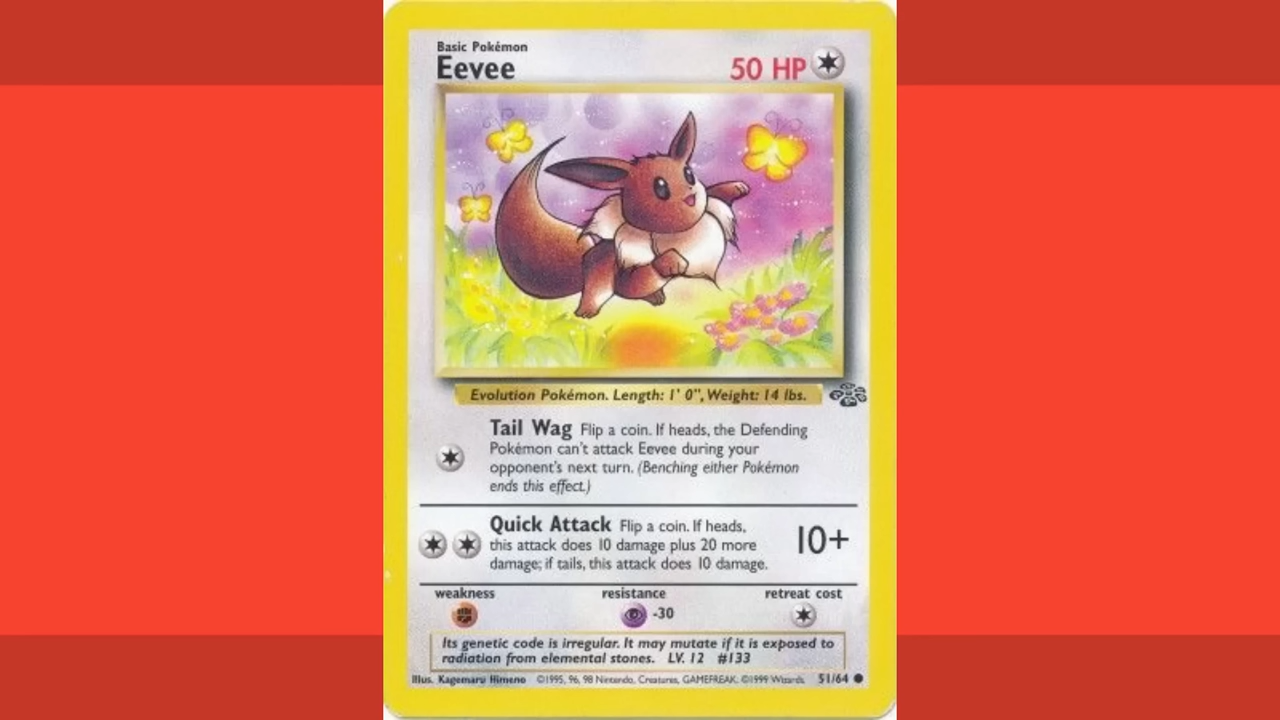 Basic Pokémon
Eevee
50 HP
Evolution Pokémon. Length: 1' 0", Weight: 14 lbs.
Tail Wag Flip a coin. If heads, the Defending
Pokémon can't attack Eevee during your
opponent's next turn. (Benching either Pokémon
ends this effect.)
Quick Attack Flip a coin. If heads,
this attack does 10 damage plus 20 more
damage; if tails, this attack does 10 damage.
10+
weakness
resistance
retreat cost
-30
Its genetic code is irregular. It may mutate if it is exposed to
radiation from elemental stones. LV. 12 #133
Illus. Kagemaru Himeno ©1995, 96, 98 Nintendo, Creatures, GAMEFREAK. ©1999 Wizards. 51/64